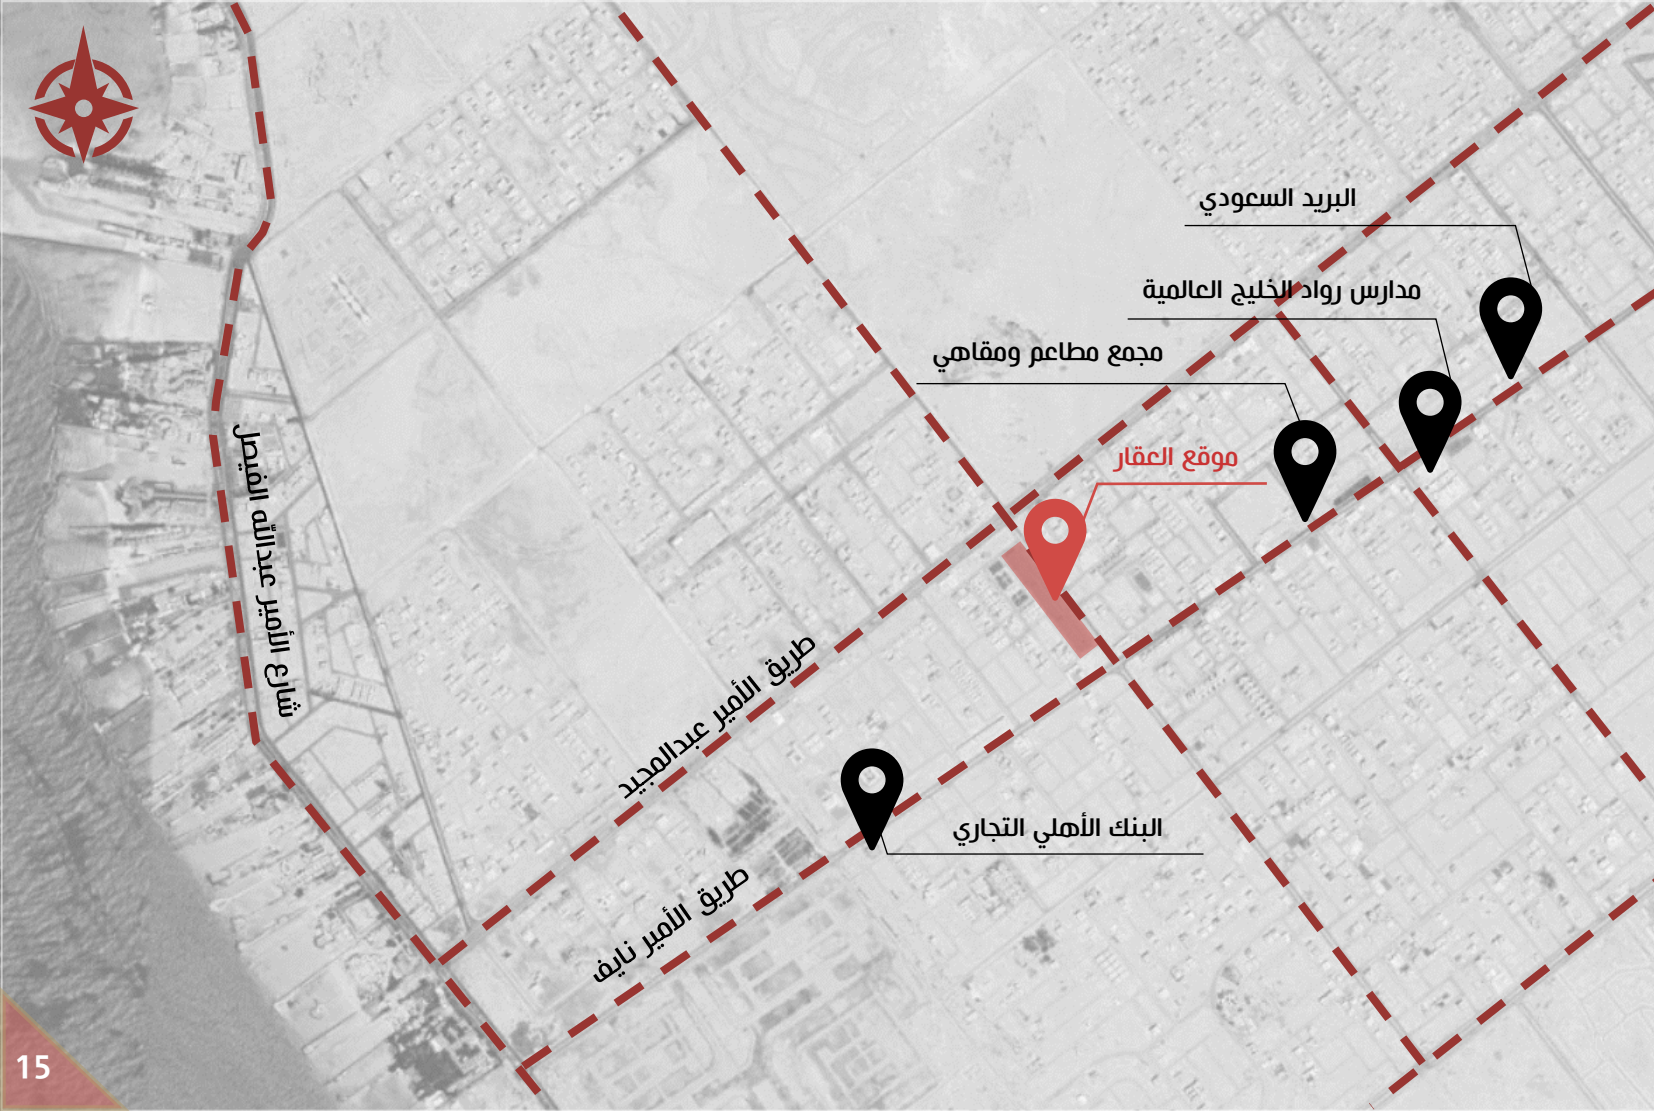 البريد السعودي
مدارس رواد الخليج العالمية
مجمع مطاعم ومقاهي
موقع العقار
شارع الأمير عبدالله الفيصل
طريق الأمير عبدالمجيد
البنك الأهلي التجاري
طريق الأمير نايف
15